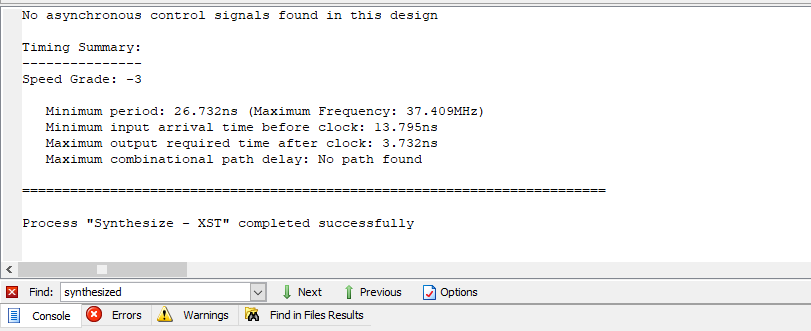 No asynchronous control signals found in this design
Timing Summary:
---------------
Speed Grade: -3
Minimum period: 26.732ns (Maximum Frequency: 37.409MHz)
Minimum input arrival time before clock: 13.795ns
Maximum output required time after clock: 3.732ns
Maximum combinational path delay: No path found
=========================================================================
Process "Synthesize - XST" completed successfully
Find: synthesized Next Previous Options
Console Errors Warnings Find in Files Results